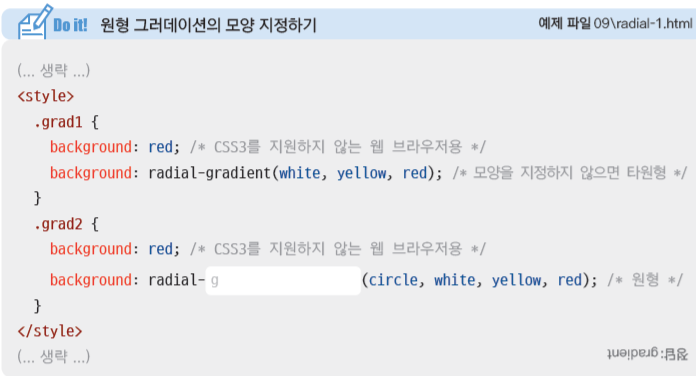 Do it! 원형 그러데이션의 모양 지정하기 예제 파일 09\radial-1.html
(... 생략 ...)
<style>
.grad1 {
background: red; /* CSS3를 지원하지 않는 웹 브라우저용 */
background: radial-gradient(white, yellow, red); /* 모양을 지정하지 않으면 타원형 */
}
.grad2 {
background: red; /* CSS3를 지원하지 않는 웹 브라우저용 */
background: radial-g (circle, white, yellow, red); /* 원형 */
}
</style>
(... 생략 ...)
정답: gradient